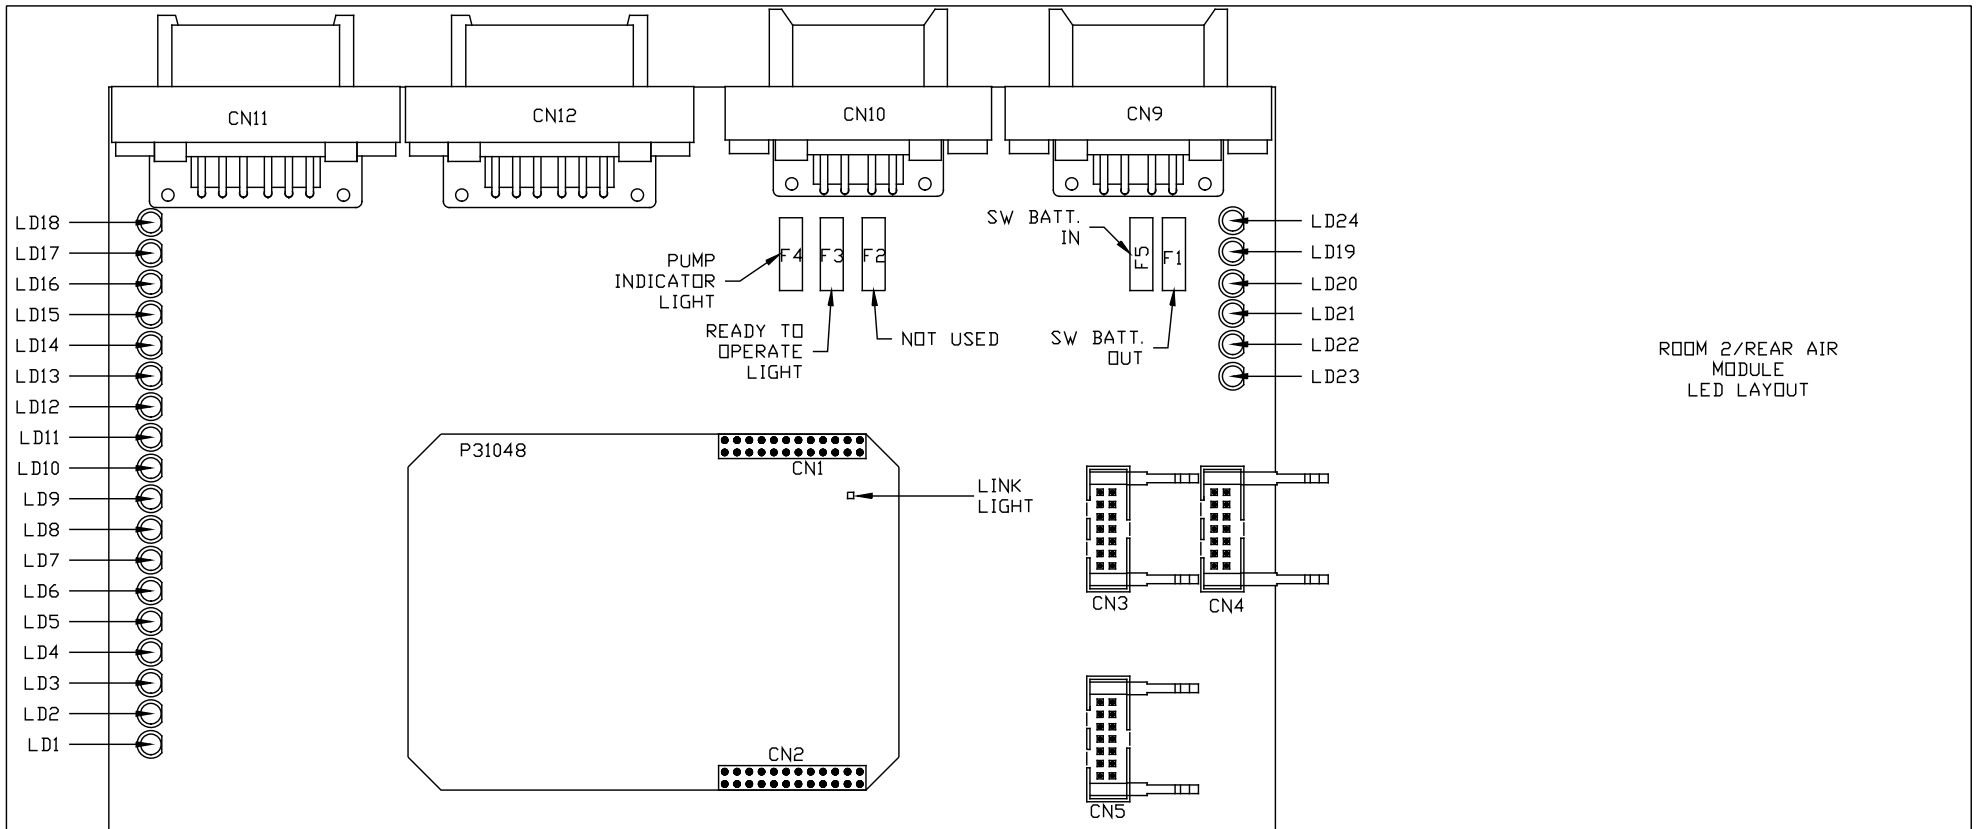 CN11
CN12
CN10
CN9
LD18
LD17
LD16
LD15
LD14
LD13
LD12
LD11
LD10
LD9
LD8
LD7
LD6
LD5
LD4
LD3
LD2
LD1
PUMP
INDICATOR
LIGHT
F4
F3
F2
READY TO
OPERATE
LIGHT
NOT USED
SW BATT.
IN
F5
F1
SW BATT.
OUT
LD24
LD19
LD20
LD21
LD22
LD23
ROOM 2/REAR AIR
MODULE
LED LAYOUT
P31048
CN1
LINK
LIGHT
CN2
CN3
CN4
CN5